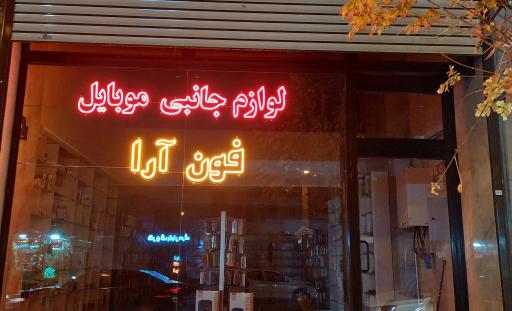 لوازم جانبی موبایل
فون آرا